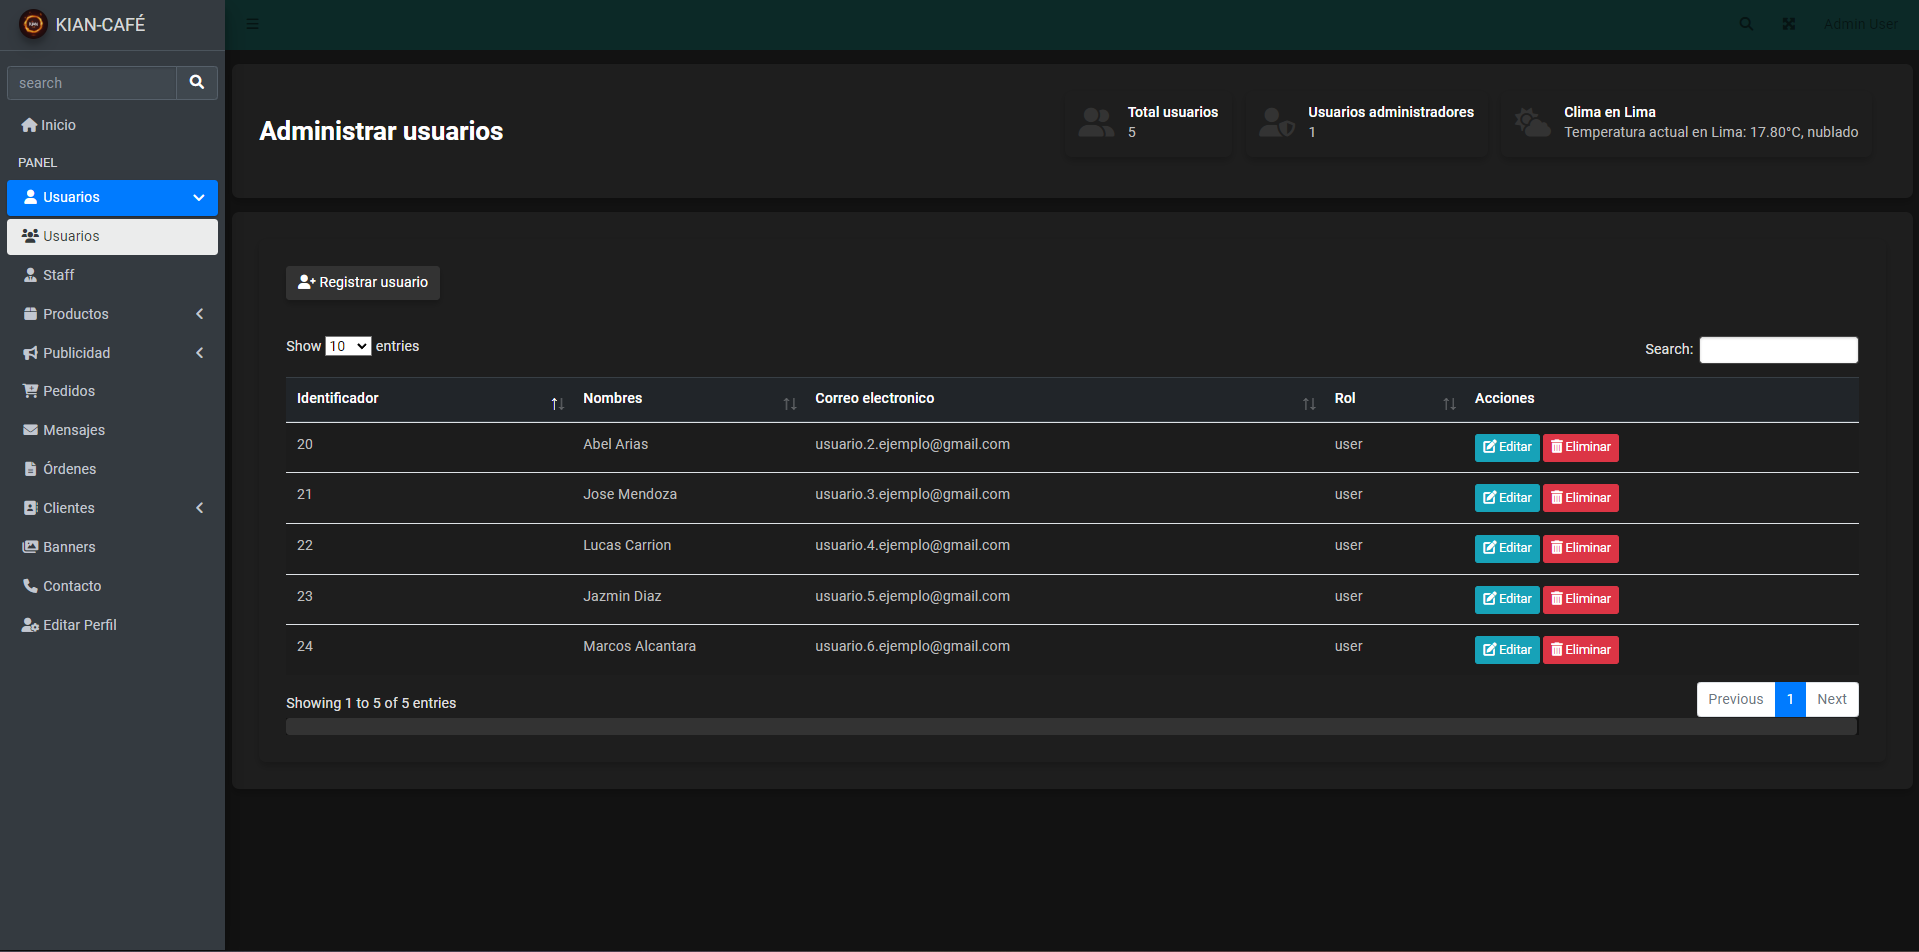 KIAN-CAFÉ
Admin User
search
Inicio
PANEL
Usuarios
Usuarios
Staff
Productos
Publicidad
Pedidos
Mensajes
Órdenes
Clientes
Banners
Contacto
Editar Perfil
Administrar usuarios
Total usuarios
5
Usuarios administradores
1
Clima en Lima
Temperatura actual en Lima: 17.80°C, nublado
Registrar usuario
Show 10 entries
Search:
Identificador Nombres Correo electronico Rol Acciones
20 Abel Arias usuario.2.ejemplo@gmail.com user Editar Eliminar
21 Jose Mendoza usuario.3.ejemplo@gmail.com user Editar Eliminar
22 Lucas Carrion usuario.4.ejemplo@gmail.com user Editar Eliminar
23 Jazmin Diaz usuario.5.ejemplo@gmail.com user Editar Eliminar
24 Marcos Alcantara usuario.6.ejemplo@gmail.com user Editar Eliminar
Showing 1 to 5 of 5 entries
Previous 1 Next